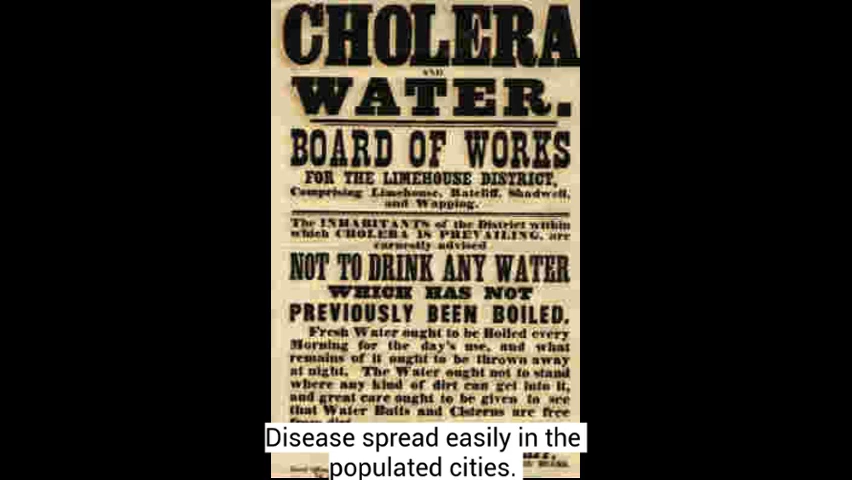 CHOLERA
AND
WATER.
BOARD OF WORKS
FOR THE LIMEHOUSE DISTRICT,
Comprising Limehouse, Ratcliff, Shadwell,
and Wapping.
The INHABITANTS of the District within
which CHOLERA IS PREVAILING, are
earnestly advised
NOT TO DRINK ANY WATER
WHICH HAS NOT
PREVIOUSLY BEEN BOILED.
Fresh Water ought to be Boiled every
Morning for the day's use, and what
remains of it ought to be thrown away
at night. The Water ought not to stand
where any kind of dirt can get into it,
and great care ought to be given to see
that Water Butts and Cisterns are free
Disease spread easily in the
populated cities.